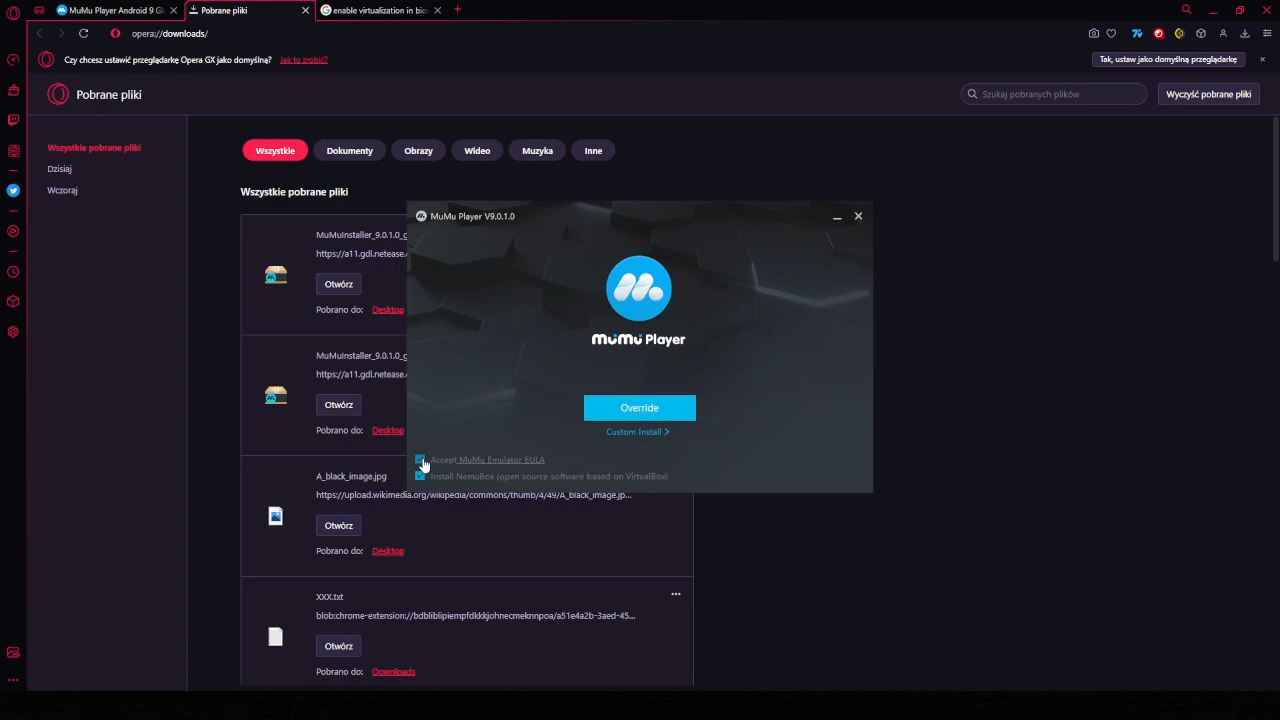 MuMu Player Android 9 Gl
Pobrane pliki
enable virtualization in bio
opera://downloads/
Czy chcesz ustawić przeglądarkę Opera GX jako domyślną? Jak to zrobić?
Tak, ustaw jako domyślną przeglądarkę
Pobrane pliki
Szukaj pobranych plików
Wyczyść pobrane pliki
Wszystkie pobrane pliki
Dzisiaj
Wczoraj
Wszystkie Dokumenty Obrazy Wideo Muzyka Inne
Wszystkie pobrane pliki
MuMuInstaller_9.0.1.0_g
https://a11.gdl.netease.
Otwórz
Pobrano do: Desktop
MuMuInstaller_9.0.1.0_g
https://a11.gdl.netease.
Otwórz
Pobrano do: Desktop
A_black_image.jpg
https://upload.wikimedia.org/wikipedia/commons/thumb/4/49/A_black_image.jp...
Otwórz
Pobrano do: Desktop
XXX.txt
blob:chrome-extension://bdbliblipiempfdkkkjohnecmeknnpoa/a51e4a2b-3aed-45...
Otwórz
Pobrano do: Downloads
MuMu Player V9.0.1.0
MuMu Player
Override
Custom Install >
Accept MuMu Emulator EULA
Install NemuBox (open source software based on VirtualBox)